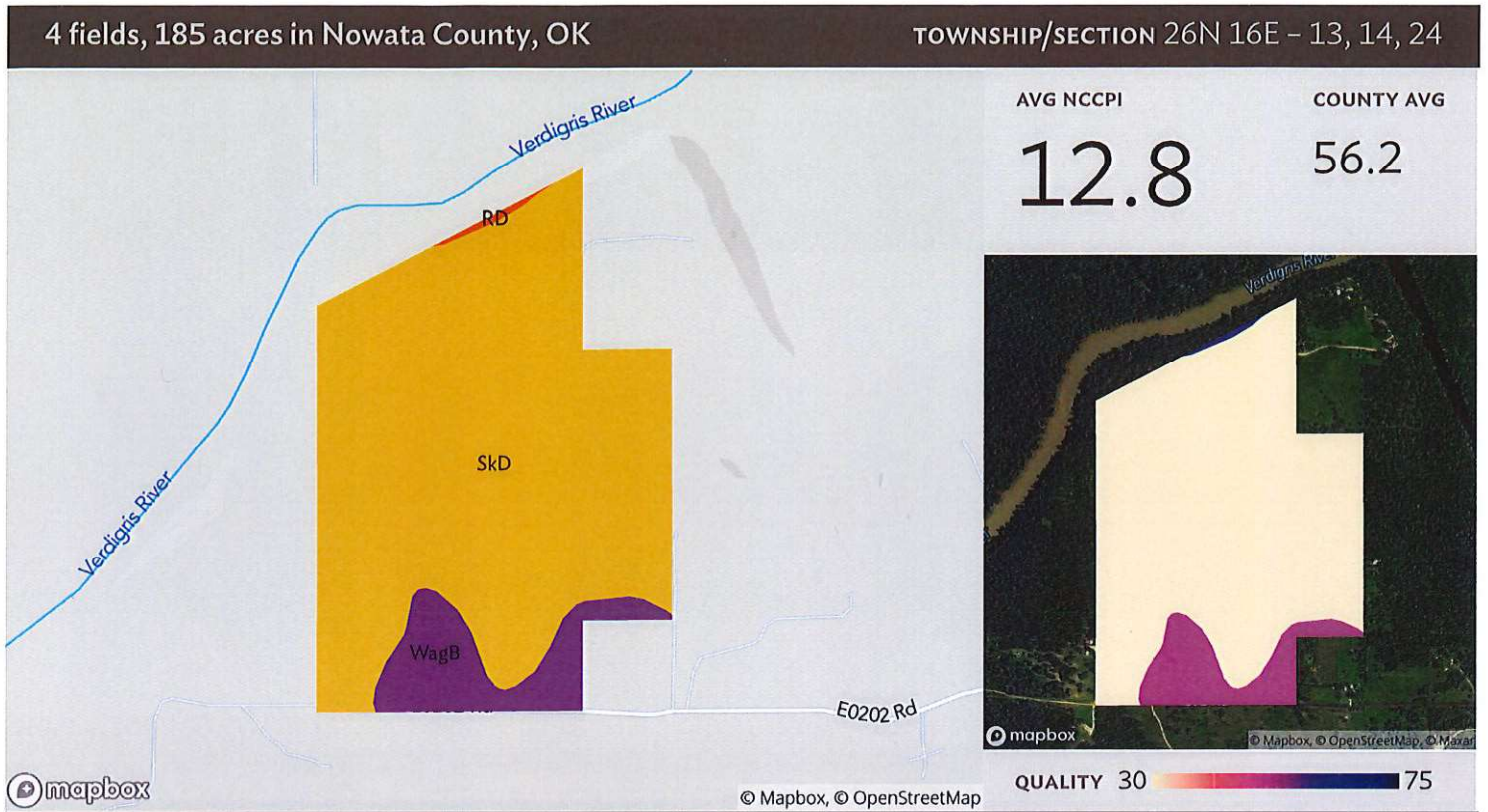 4 fields, 185 acres in Nowata County, OK
TOWNSHIP/SECTION 26N 16E – 13, 14, 24
Verdigris River
RD
SkD
Verdigris River
WagB
E0202 Rd
mapbox
© Mapbox, © OpenStreetMap
AVG NCCPI
COUNTY AVG
12.8
56.2
Verdigris River
mapbox
© Mapbox, © OpenStreetMap, © Maxar
QUALITY 30
75